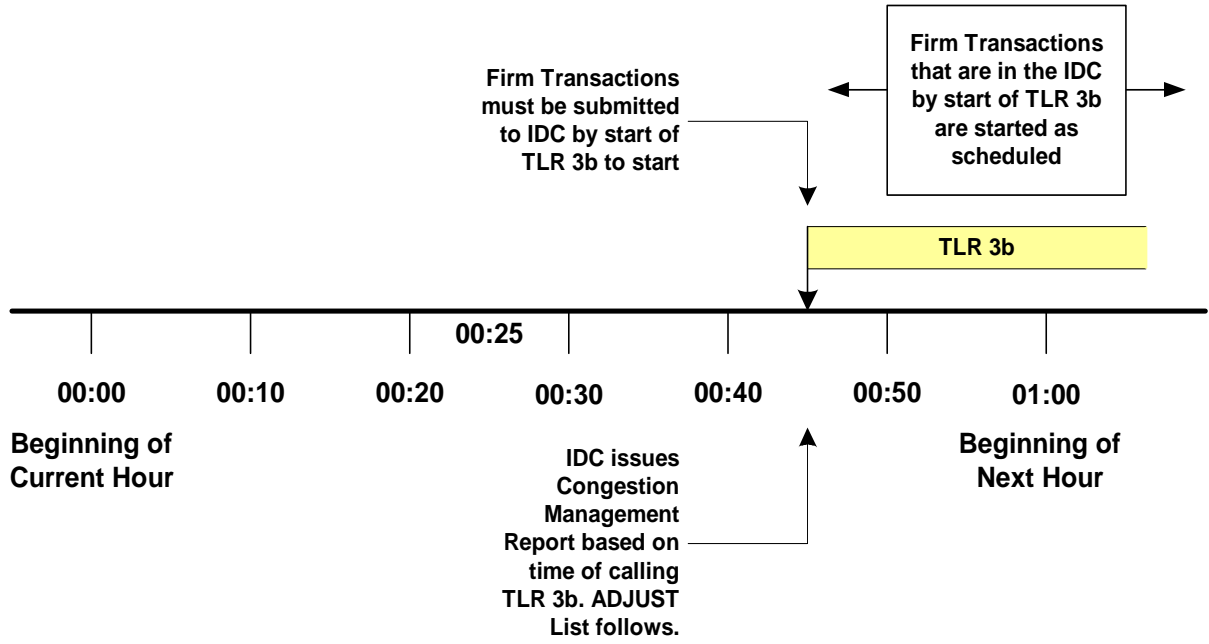 Firm Transactions
that are in the IDC
by start of TLR 3b
are started as
scheduled
Firm Transactions
must be submitted
to IDC by start of
TLR 3b to start
TLR 3b
00:25
00:00
00:10
00:20
00:30
00:40
00:50
01:00
Beginning of
Current Hour
Beginning of
Next Hour
IDC issues
Congestion
Management
Report based on
time of calling
TLR 3b. ADJUST
List follows.